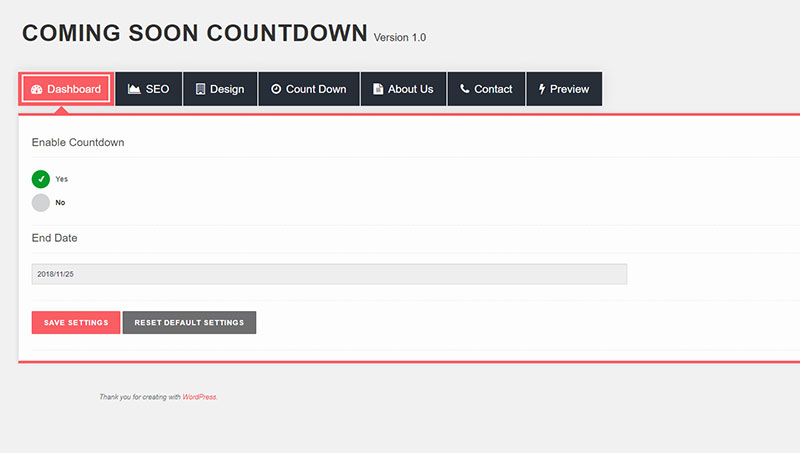 COMING SOON COUNTDOWN Version 1.0
Dashboard SEO Design Count Down About Us Contact Preview
Enable Countdown
Yes
No
End Date
2018/11/25
SAVE SETTINGS RESET DEFAULT SETTINGS
Thank you for creating with WordPress.